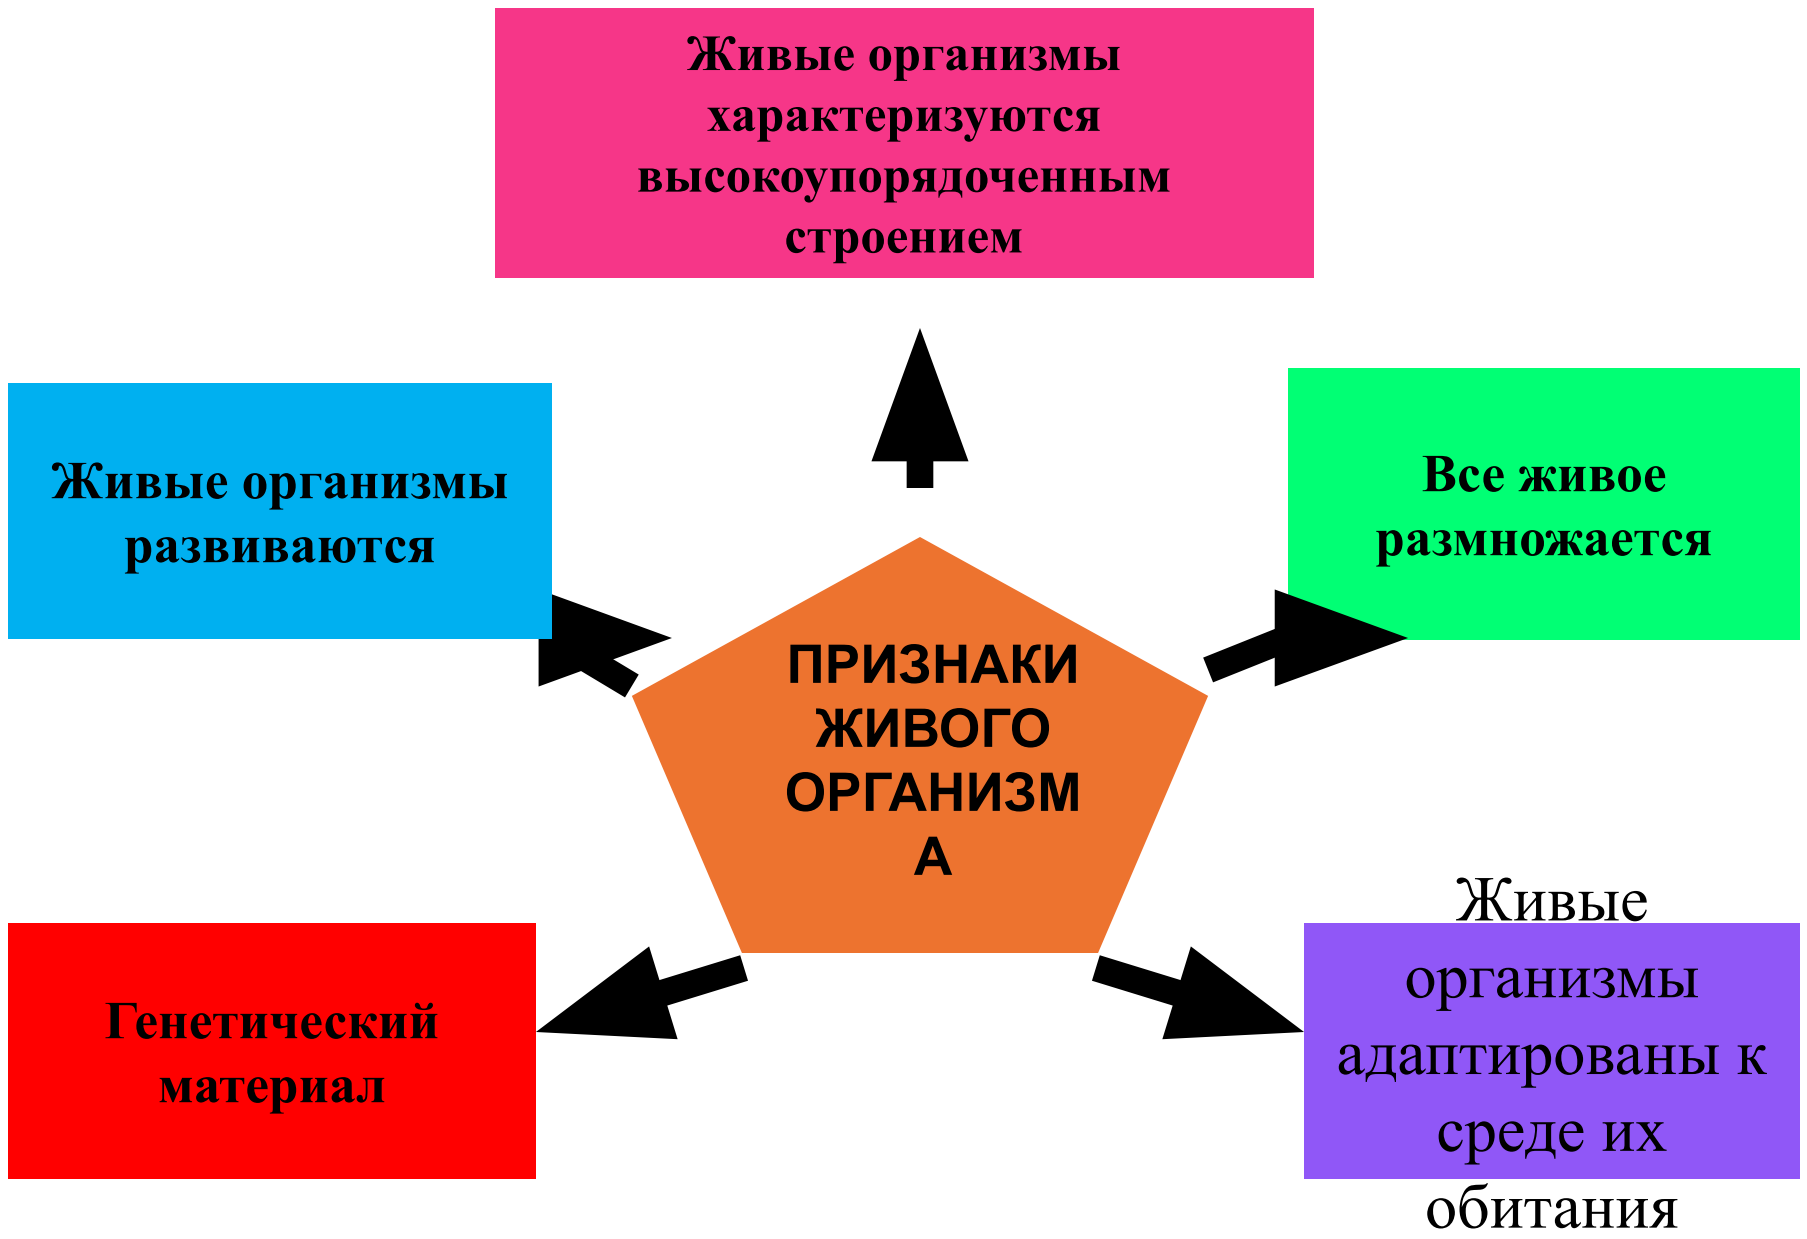 Живые организмы
характеризуются
высокоупорядоченным
строением
Живые организмы
развиваются
Все живое
размножается
ПРИЗНАКИ
ЖИВОГО
ОРГАНИЗМ
А
Генетический
материал
Живые
организмы
адаптированы к
среде их
обитания